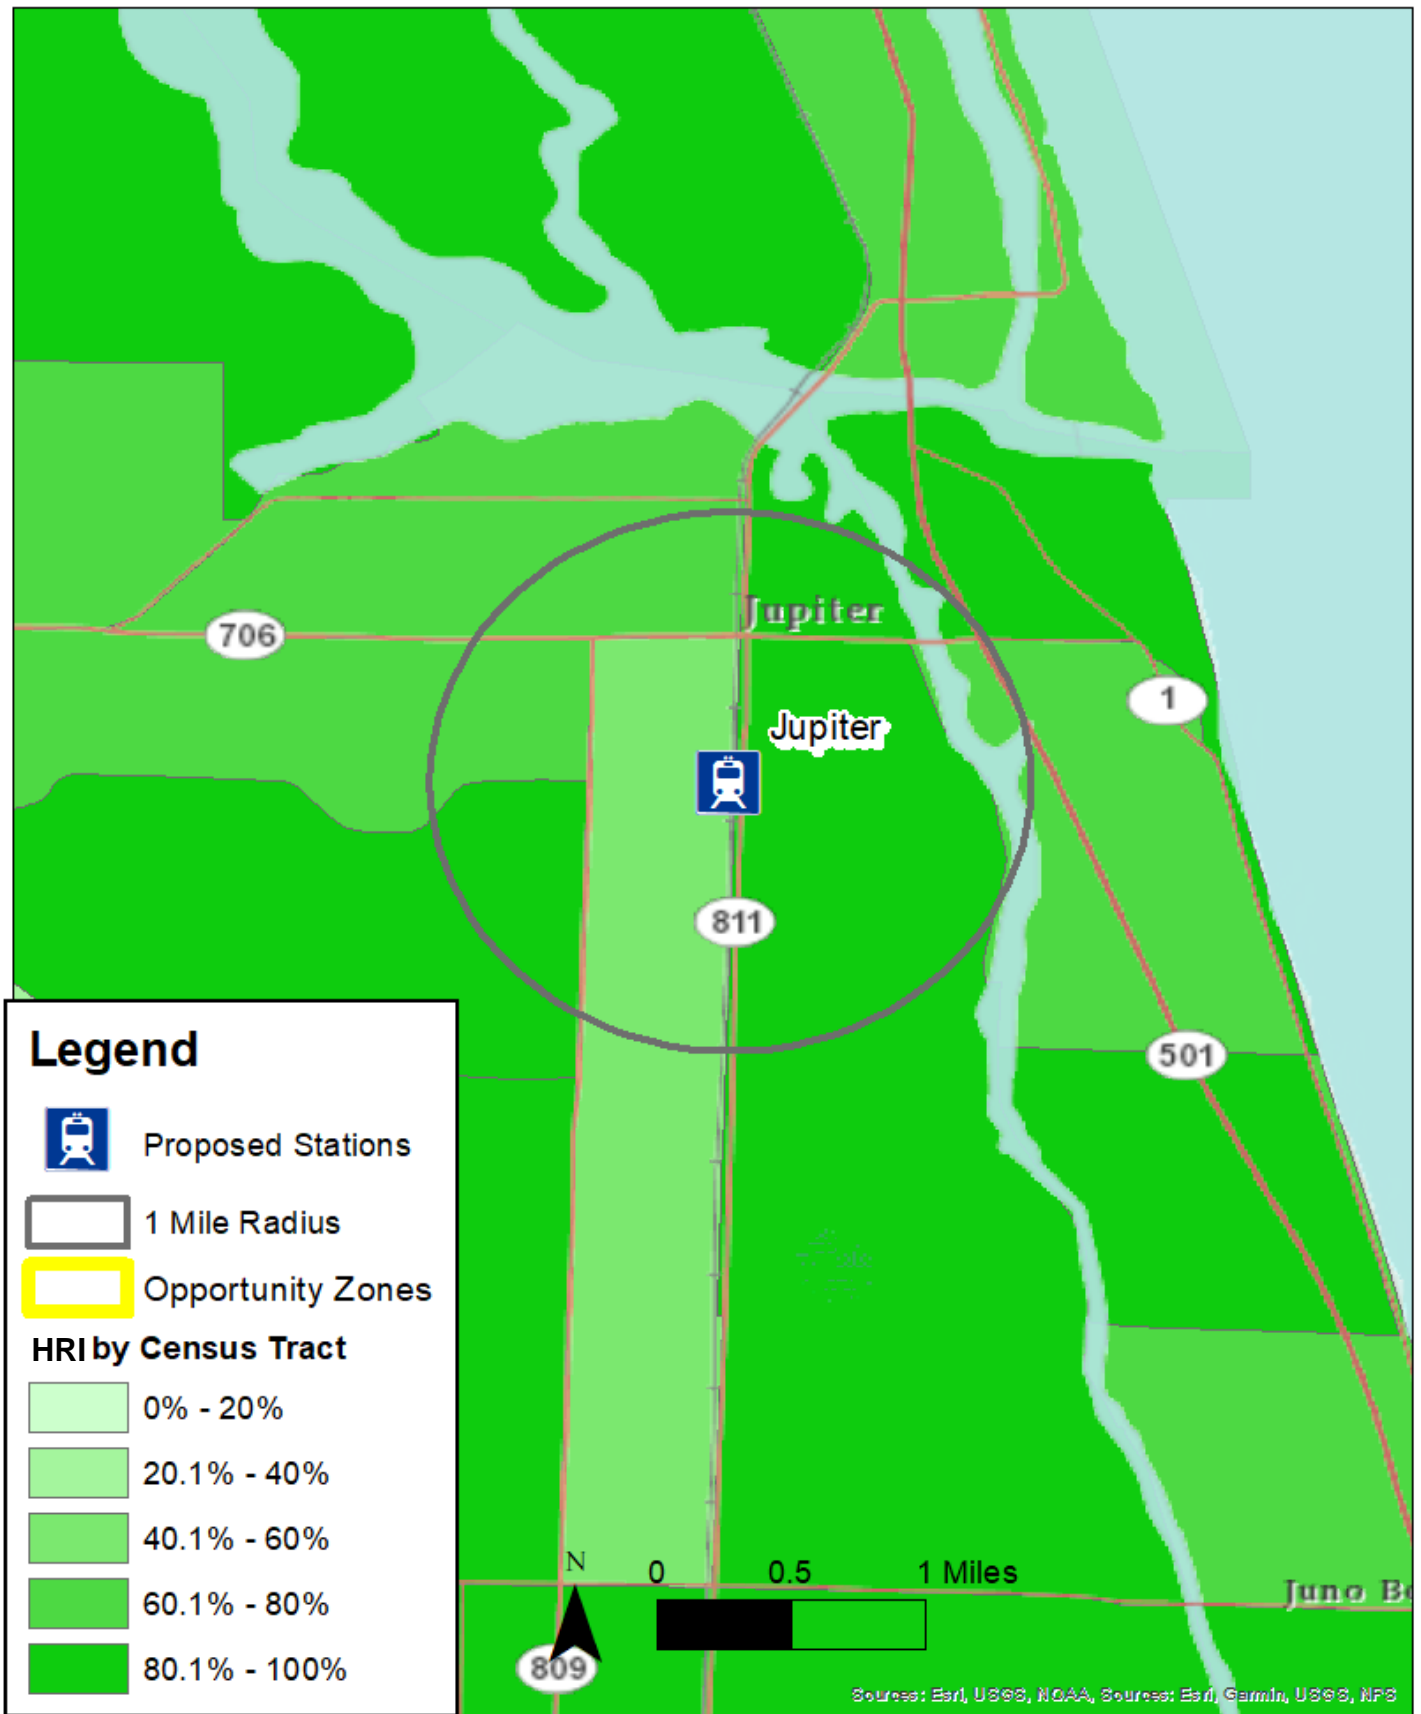 706
Jupiter
1
Jupiter
811
501
Legend
Proposed Stations
1 Mile Radius
Opportunity Zones
HRI by Census Tract
0% - 20%
20.1% - 40%
40.1% - 60%
60.1% - 80%
80.1% - 100%
N
0 0.5 1 Miles
Juno
809
Sources: Esri, USGS, NOAA, Sources: Esri, Garmin, USGS, NPS